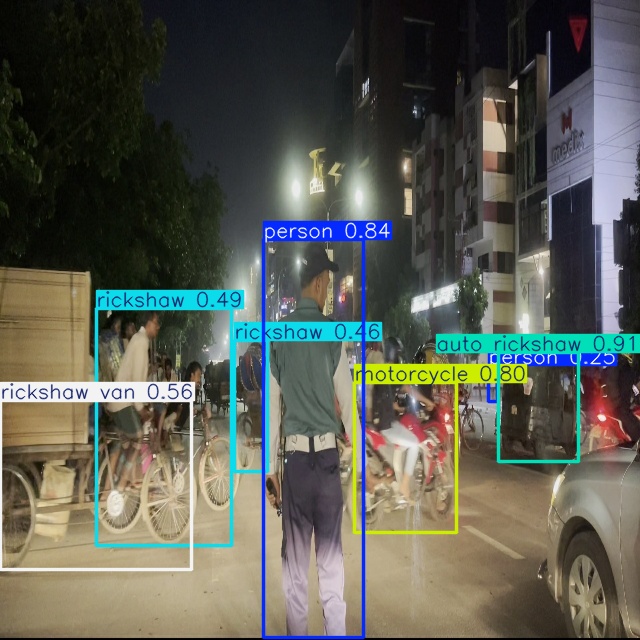 medix
person 0.84
rickshaw 0.49
rickshaw 0.46
auto rickshaw 0.91
person 0.25
motorcycle 0.80
rickshaw van 0.56